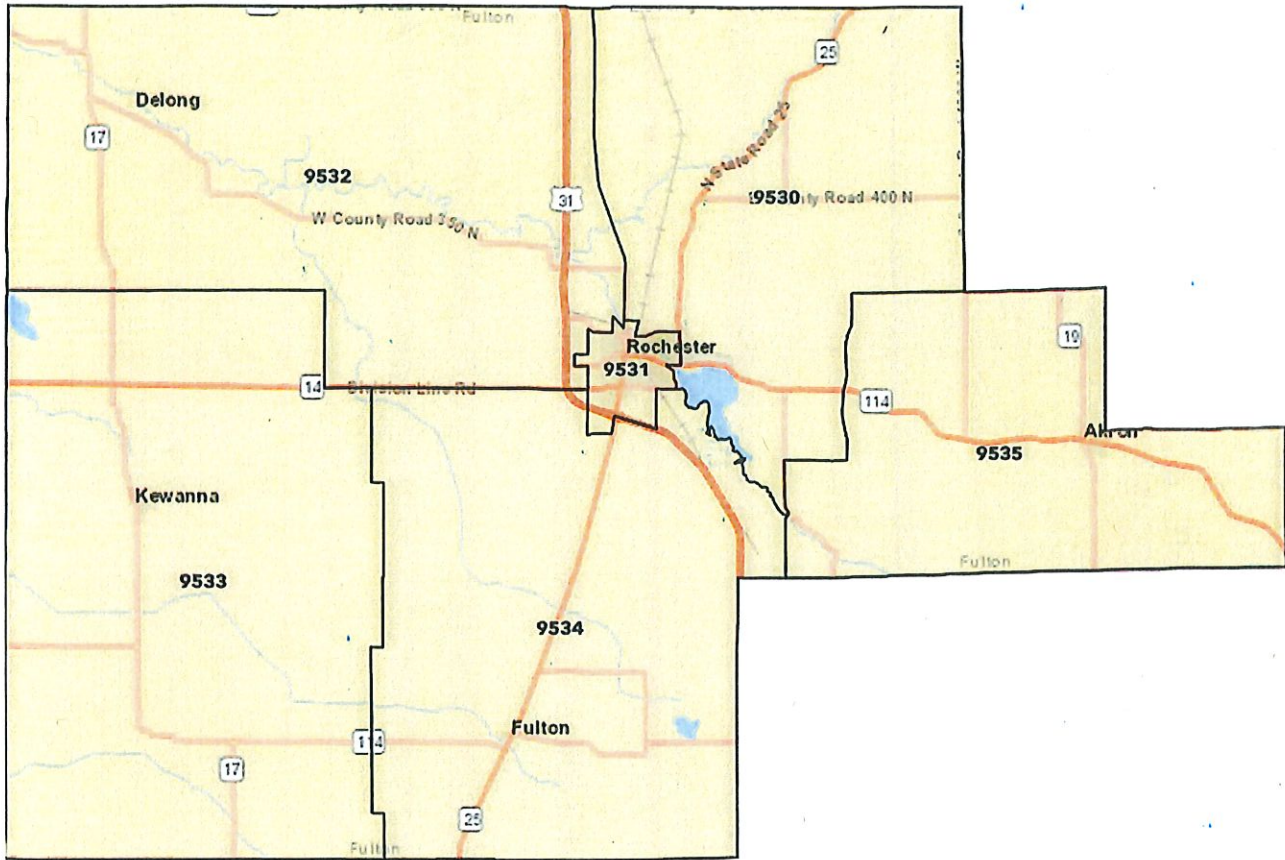 Fulton
25
Delong
17
9532
31
N State Road 25
9530
ty Road 400 N
W County Road 350 N
Rochester
19
9531
14
Division Line Rd
114
Akron
9535
Kewanna
Fulton
9533
9534
Fulton
114
17
25
Fulton